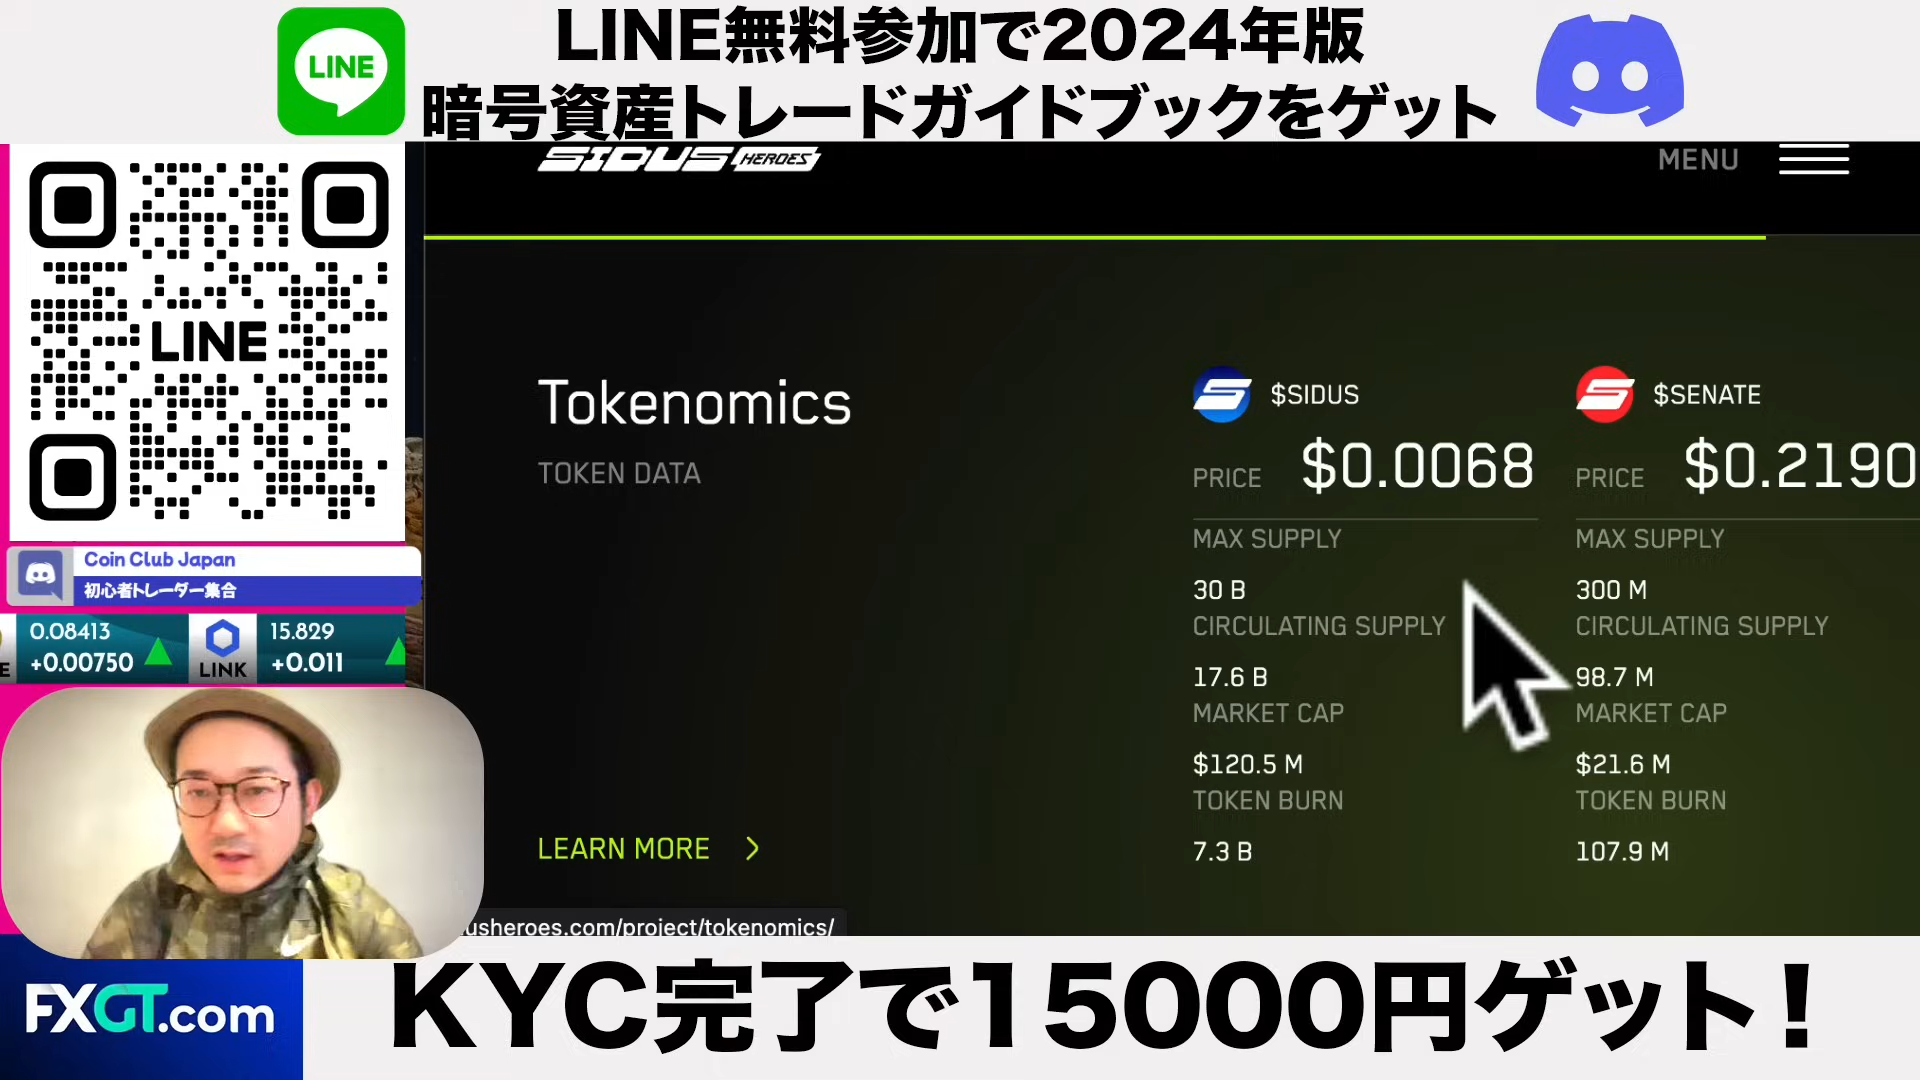 LINE無料参加で2024年版
暗号資産トレードガイドブックをゲット
LINE
LINE
SIDUS HEROES
MENU
Tokenomics
TOKEN DATA
LEARN MORE
$SIDUS
PRICE $0.0068
MAX SUPPLY
30 B
CIRCULATING SUPPLY
17.6 B
MARKET CAP
$120.5 M
TOKEN BURN
7.3 B
$SENATE
PRICE $0.2190
MAX SUPPLY
300 M
CIRCULATING SUPPLY
98.7 M
MARKET CAP
$21.6 M
TOKEN BURN
107.9 M
Coin Club Japan
初心者トレーダー集合
E
0.08413
+0.00750
LINK
15.829
+0.011
usheroes.com/project/tokenomics/
FXGT.com
KYC完了で15000円ゲット！